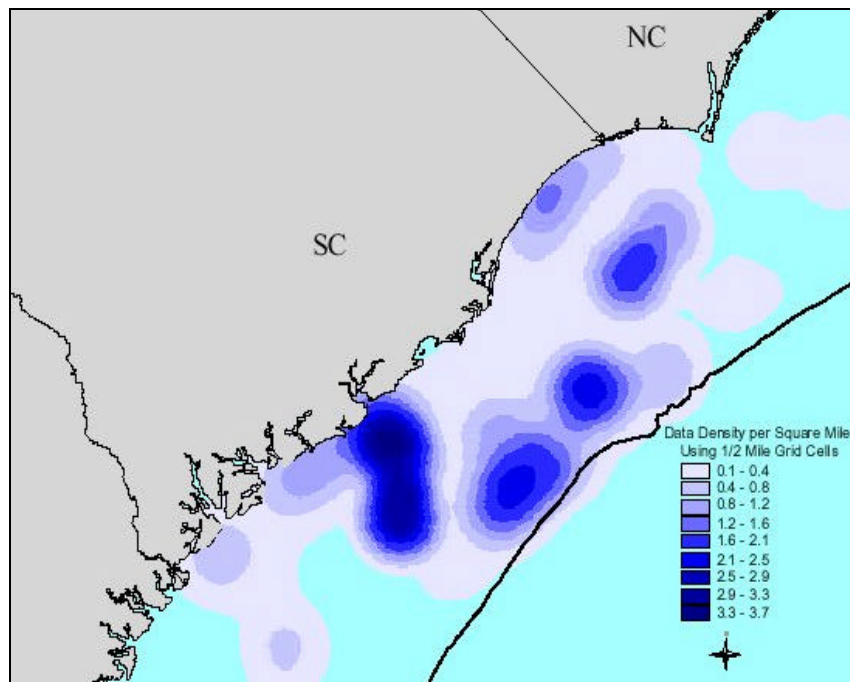 NC
SC
Data Density per Square Mile
Using 1/2 Mile Grid Cells
0.1 - 0.4
0.4 - 0.8
0.8 - 1.2
1.2 - 1.6
1.6 - 2.1
2.1 - 2.5
2.5 - 2.9
2.9 - 3.3
3.3 - 3.7